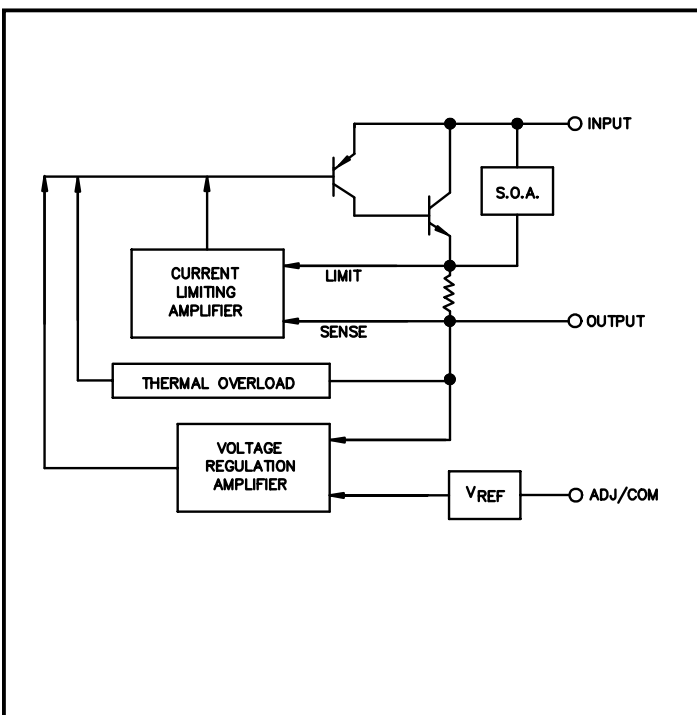 INPUT
S.O.A.
CURRENT
LIMITING
AMPLIFIER
LIMIT
SENSE
OUTPUT
THERMAL OVERLOAD
VOLTAGE
REGULATION
AMPLIFIER
VREF
ADJ/COM